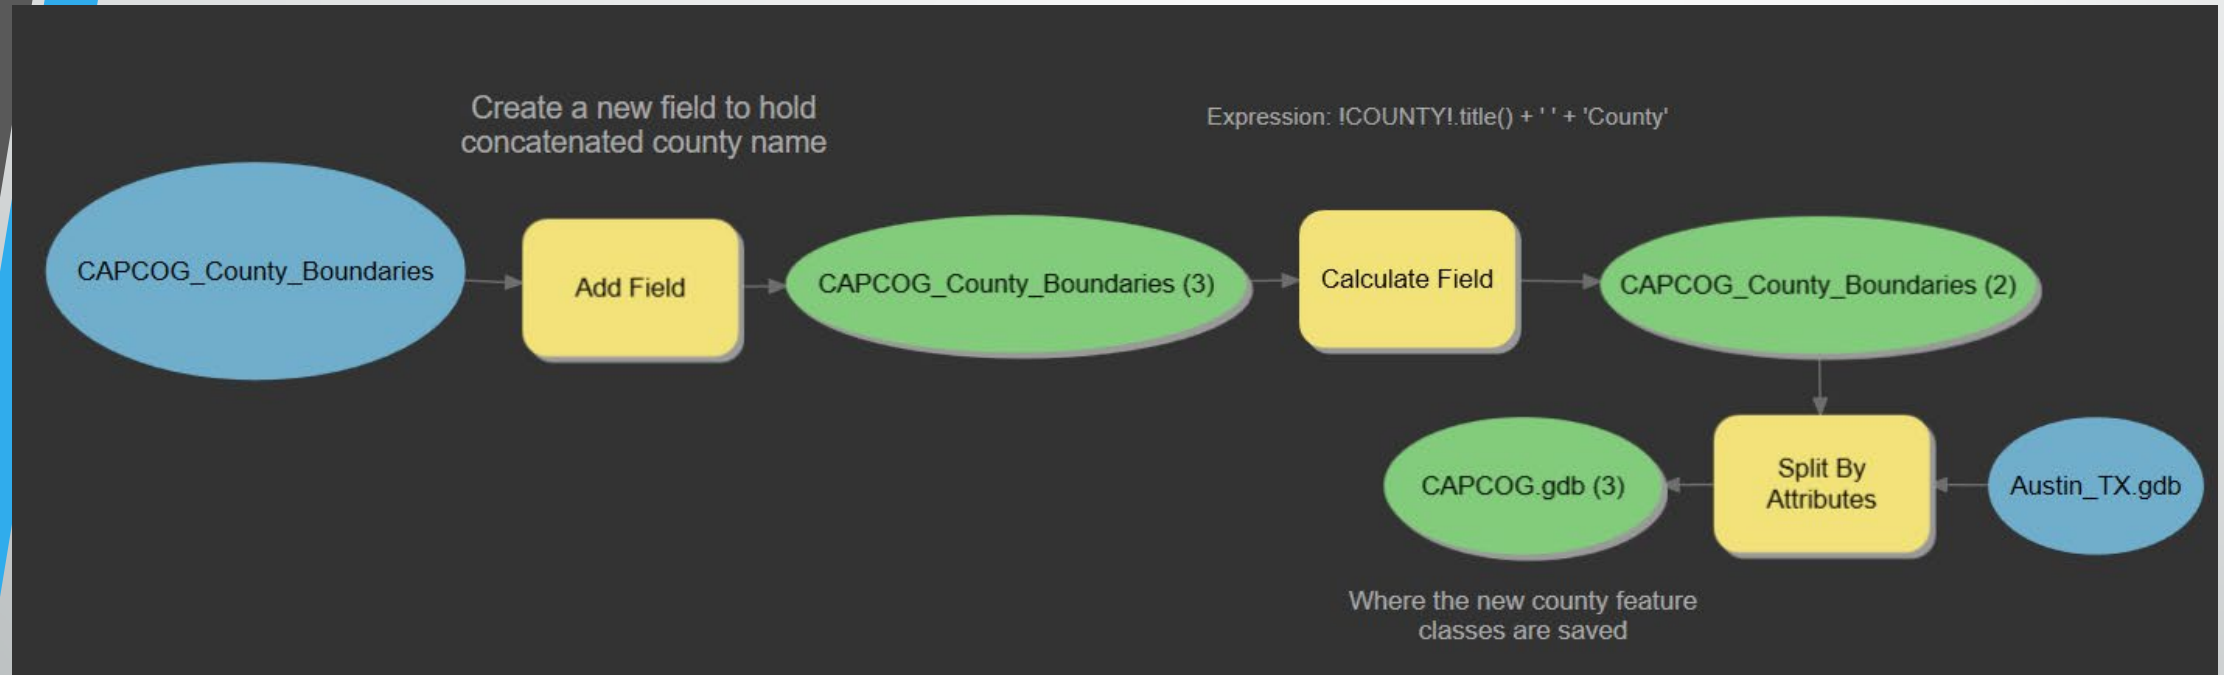 Create a new field to hold
concatenated county name
Expression: !COUNTY!.title() + ' ' + 'County'
CAPCOG_County_Boundaries
Add Field
CAPCOG_County_Boundaries (3)
Calculate Field
CAPCOG_County_Boundaries (2)
CAPCOG.gdb (3)
Split By
Attributes
Austin_TX.gdb
Where the new county feature
classes are saved